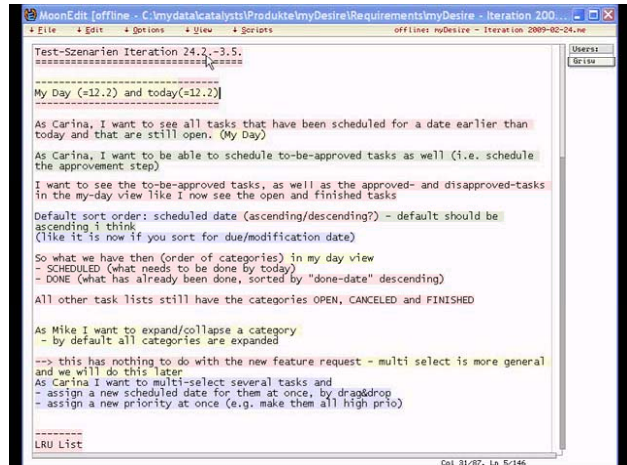 MoonEdit [offline - C:\mydata\catalysts\Produkte\myDesire\Requirements\myDesire - Iteration 200...
File Edit Options View Scripts offline: myDesire - Iteration 2009-02-24.me
Users:
Grisu
Test-Szenarien Iteration 24.2.-3.5.
===================================
-------------------------------
My Day (=12.2) and today(=12.2)
-------------------------------
As Carina, I want to see all tasks that have been scheduled for a date earlier than
today and that are still open. (My Day)
As Carina, I want to be able to schedule to-be-approved tasks as well (i.e. schedule
the approvement step)
I want to see the to-be-approved tasks, as well as the approved- and disapproved-tasks
in the my-day view like I now see the open and finished tasks
Default sort order: scheduled date (ascending/descending?) - default should be
ascending i think
(like it is now if you sort for due/modification date)
So what we have then (order of categories) in my day view
- SCHEDULED (what needs to be done by today)
- DONE (what has already been done, sorted by "done-date" descending)
All other task lists still have the categories OPEN, CANCELED and FINISHED
As Mike I want to expand/collapse a category
- by default all categories are expanded
--> this has nothing to do with the new feature request - multi select is more general
and we will do this later
As Carina I want to multi-select several tasks and
- assign a new scheduled date for them at once, by drag&drop
- assign a new priority at once (e.g. make them all high prio)
--------
LRU List
Col 31/87, Ln 5/146